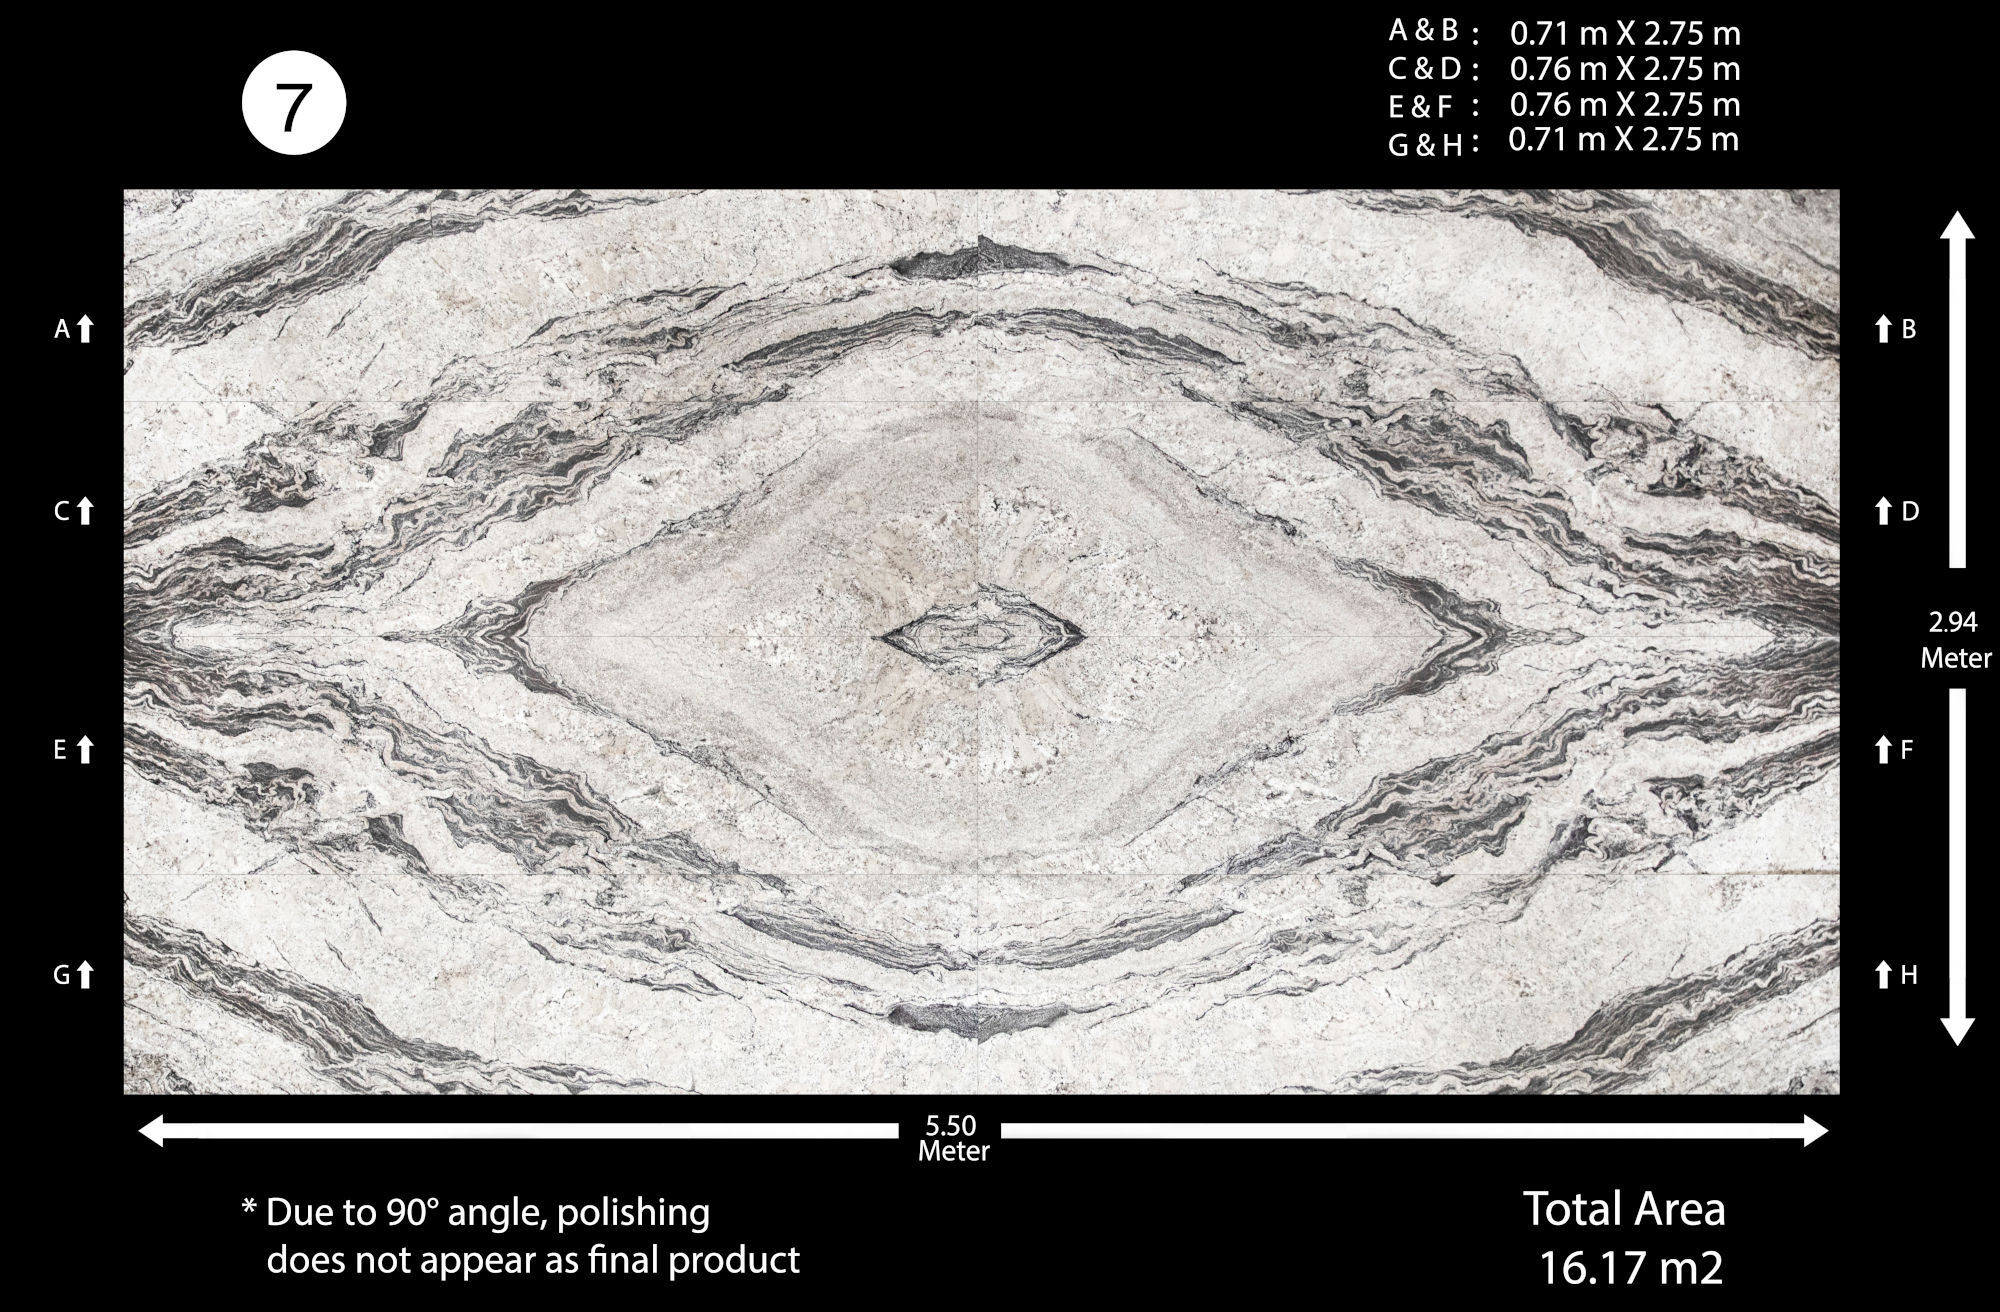 7
A & B : 0.71 m X 2.75 m
C & D : 0.76 m X 2.75 m
E & F : 0.76 m X 2.75 m
G & H : 0.71 m X 2.75 m
A
B
C
D
2.94
Meter
E
F
G
H
5.50
Meter
* Due to 90° angle, polishing
does not appear as final product
Total Area
16.17 m2